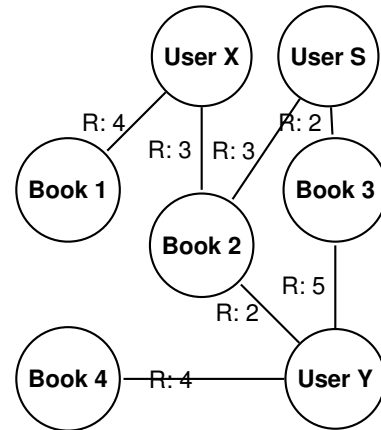 User X
User S
R: 4
R: 2
R: 3
R: 3
Book 1
Book 3
Book 2
R: 5
R: 2
Book 4
R: 4
User Y